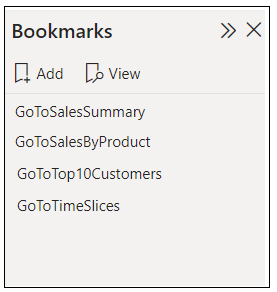 Bookmarks
Add View
GoToSalesSummary
GoToSalesByProduct
GoToTop10Customers
GoToTimeSlices